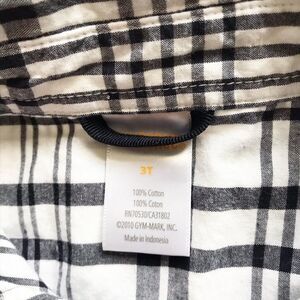 3T
100% Cotton
100% Coton
RN70530/CA31802
©2010 GYM-MARK, INC.
Made in Indonesia